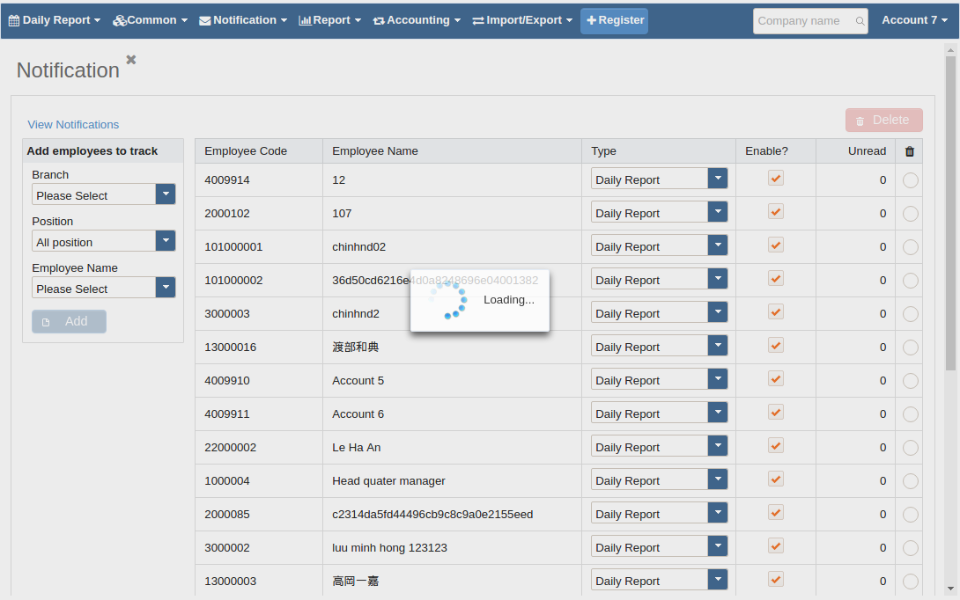 Daily Report Common Notification Report Accounting Import/Export Register Company name Account 7
Notification
View Notifications Delete
Add employees to track
Branch
Please Select
Position
All position
Employee Name
Please Select
Add
Employee Code Employee Name Type Enable? Unread
4009914 12 Daily Report 0
2000102 107 Daily Report 0
101000001 chinhnd02 Daily Report 0
101000002 36d50cd6216e4d0a8248696e04001382 Daily Report 0
Loading...
3000003 chinhnd2 Daily Report 0
13000016 渡部和典 Daily Report 0
4009910 Account 5 Daily Report 0
4009911 Account 6 Daily Report 0
22000002 Le Ha An Daily Report 0
1000004 Head quater manager Daily Report 0
2000085 c2314da5fd44496cb9c8c9a0e2155eed Daily Report 0
3000002 luu minh hong 123123 Daily Report 0
13000003 高岡一嘉 Daily Report 0